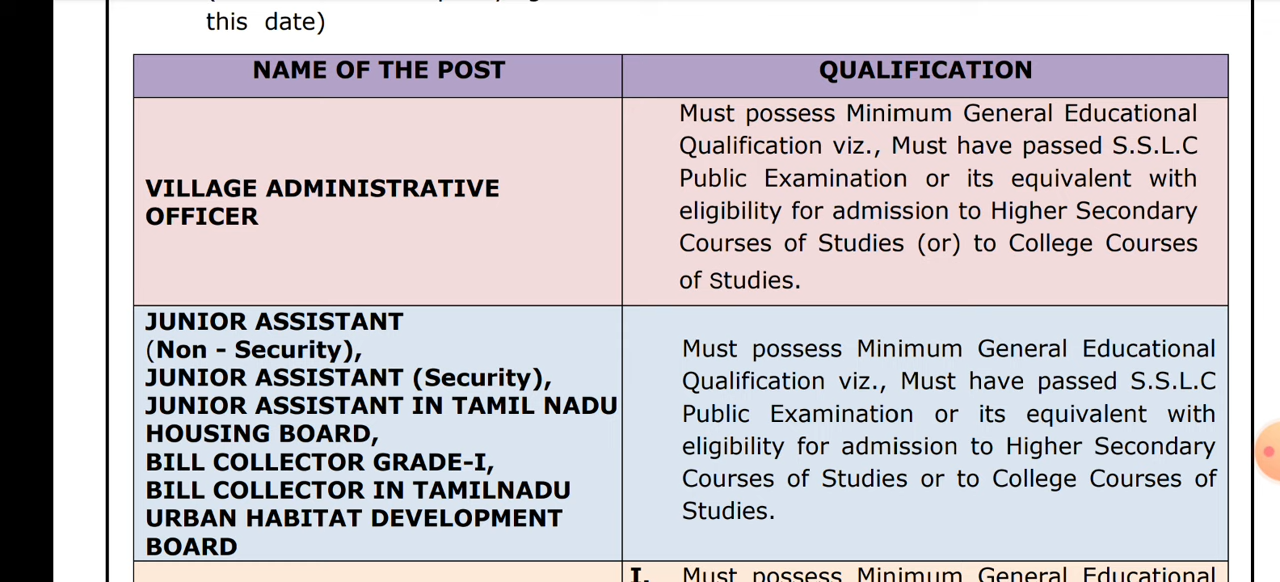 this date)
NAME OF THE POST
QUALIFICATION
VILLAGE ADMINISTRATIVE
OFFICER
Must possess Minimum General Educational
Qualification viz., Must have passed S.S.L.C
Public Examination or its equivalent with
eligibility for admission to Higher Secondary
Courses of Studies (or) to College Courses
of Studies.
JUNIOR ASSISTANT
(Non - Security),
JUNIOR ASSISTANT (Security),
JUNIOR ASSISTANT IN TAMIL NADU
HOUSING BOARD,
BILL COLLECTOR GRADE-I,
BILL COLLECTOR IN TAMILNADU
URBAN HABITAT DEVELOPMENT
BOARD
Must possess Minimum General Educational
Qualification viz., Must have passed S.S.L.C
Public Examination or its equivalent with
eligibility for admission to Higher Secondary
Courses of Studies or to College Courses of
Studies.
I. Must possess Minimum General Educational